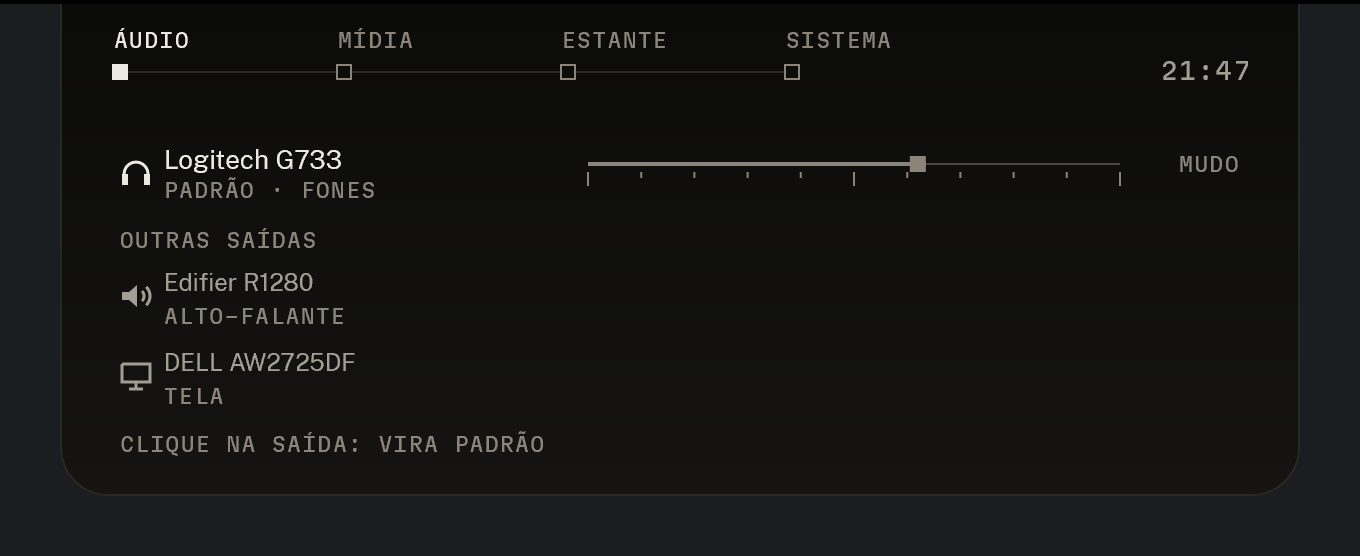 ÁUDIO MÍDIA ESTANTE SISTEMA
21:47
Logitech G733
PADRÃO · FONES
MUDO
OUTRAS SAÍDAS
Edifier R1280
ALTO-FALANTE
DELL AW2725DF
TELA
CLIQUE NA SAÍDA: VIRA PADRÃO